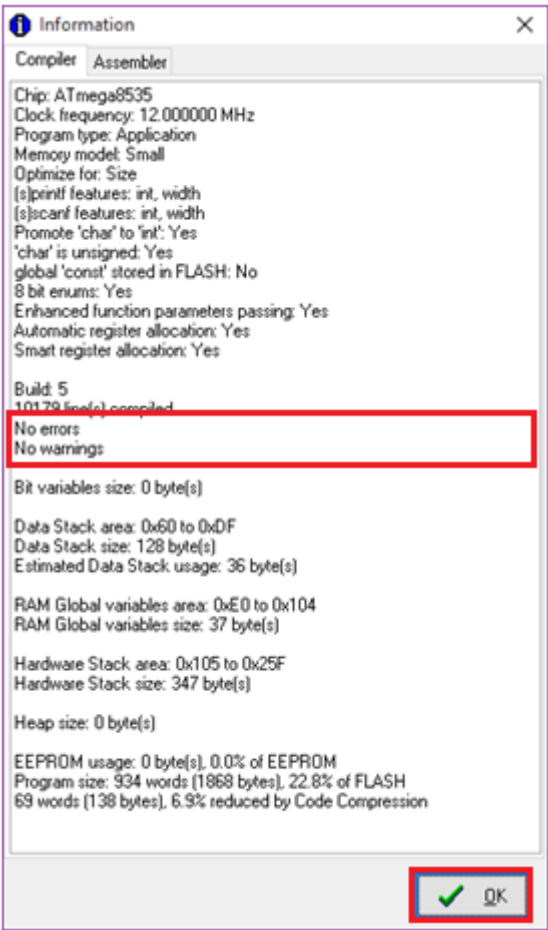 Information
Compiler Assembler
Chip: ATmega8535
Clock frequency: 12.000000 MHz
Program type: Application
Memory model: Small
Optimize for: Size
(s)printf features: int, width
(s)scanf features: int, width
Promote 'char' to 'int': Yes
'char' is unsigned: Yes
global 'const' stored in FLASH: No
8 bit enums: Yes
Enhanced function parameters passing: Yes
Automatic register allocation: Yes
Smart register allocation: Yes
Build: 5
10179 line(s) compiled
No errors
No warnings
Bit variables size: 0 byte(s)
Data Stack area: 0x60 to 0xDF
Data Stack size: 128 byte(s)
Estimated Data Stack usage: 36 byte(s)
RAM Global variables area: 0xE0 to 0x104
RAM Global variables size: 37 byte(s)
Hardware Stack area: 0x105 to 0x25F
Hardware Stack size: 347 byte(s)
Heap size: 0 byte(s)
EEPROM usage: 0 byte(s), 0.0% of EEPROM
Program size: 934 words (1868 bytes), 22.8% of FLASH
69 words (138 bytes), 6.9% reduced by Code Compression
OK